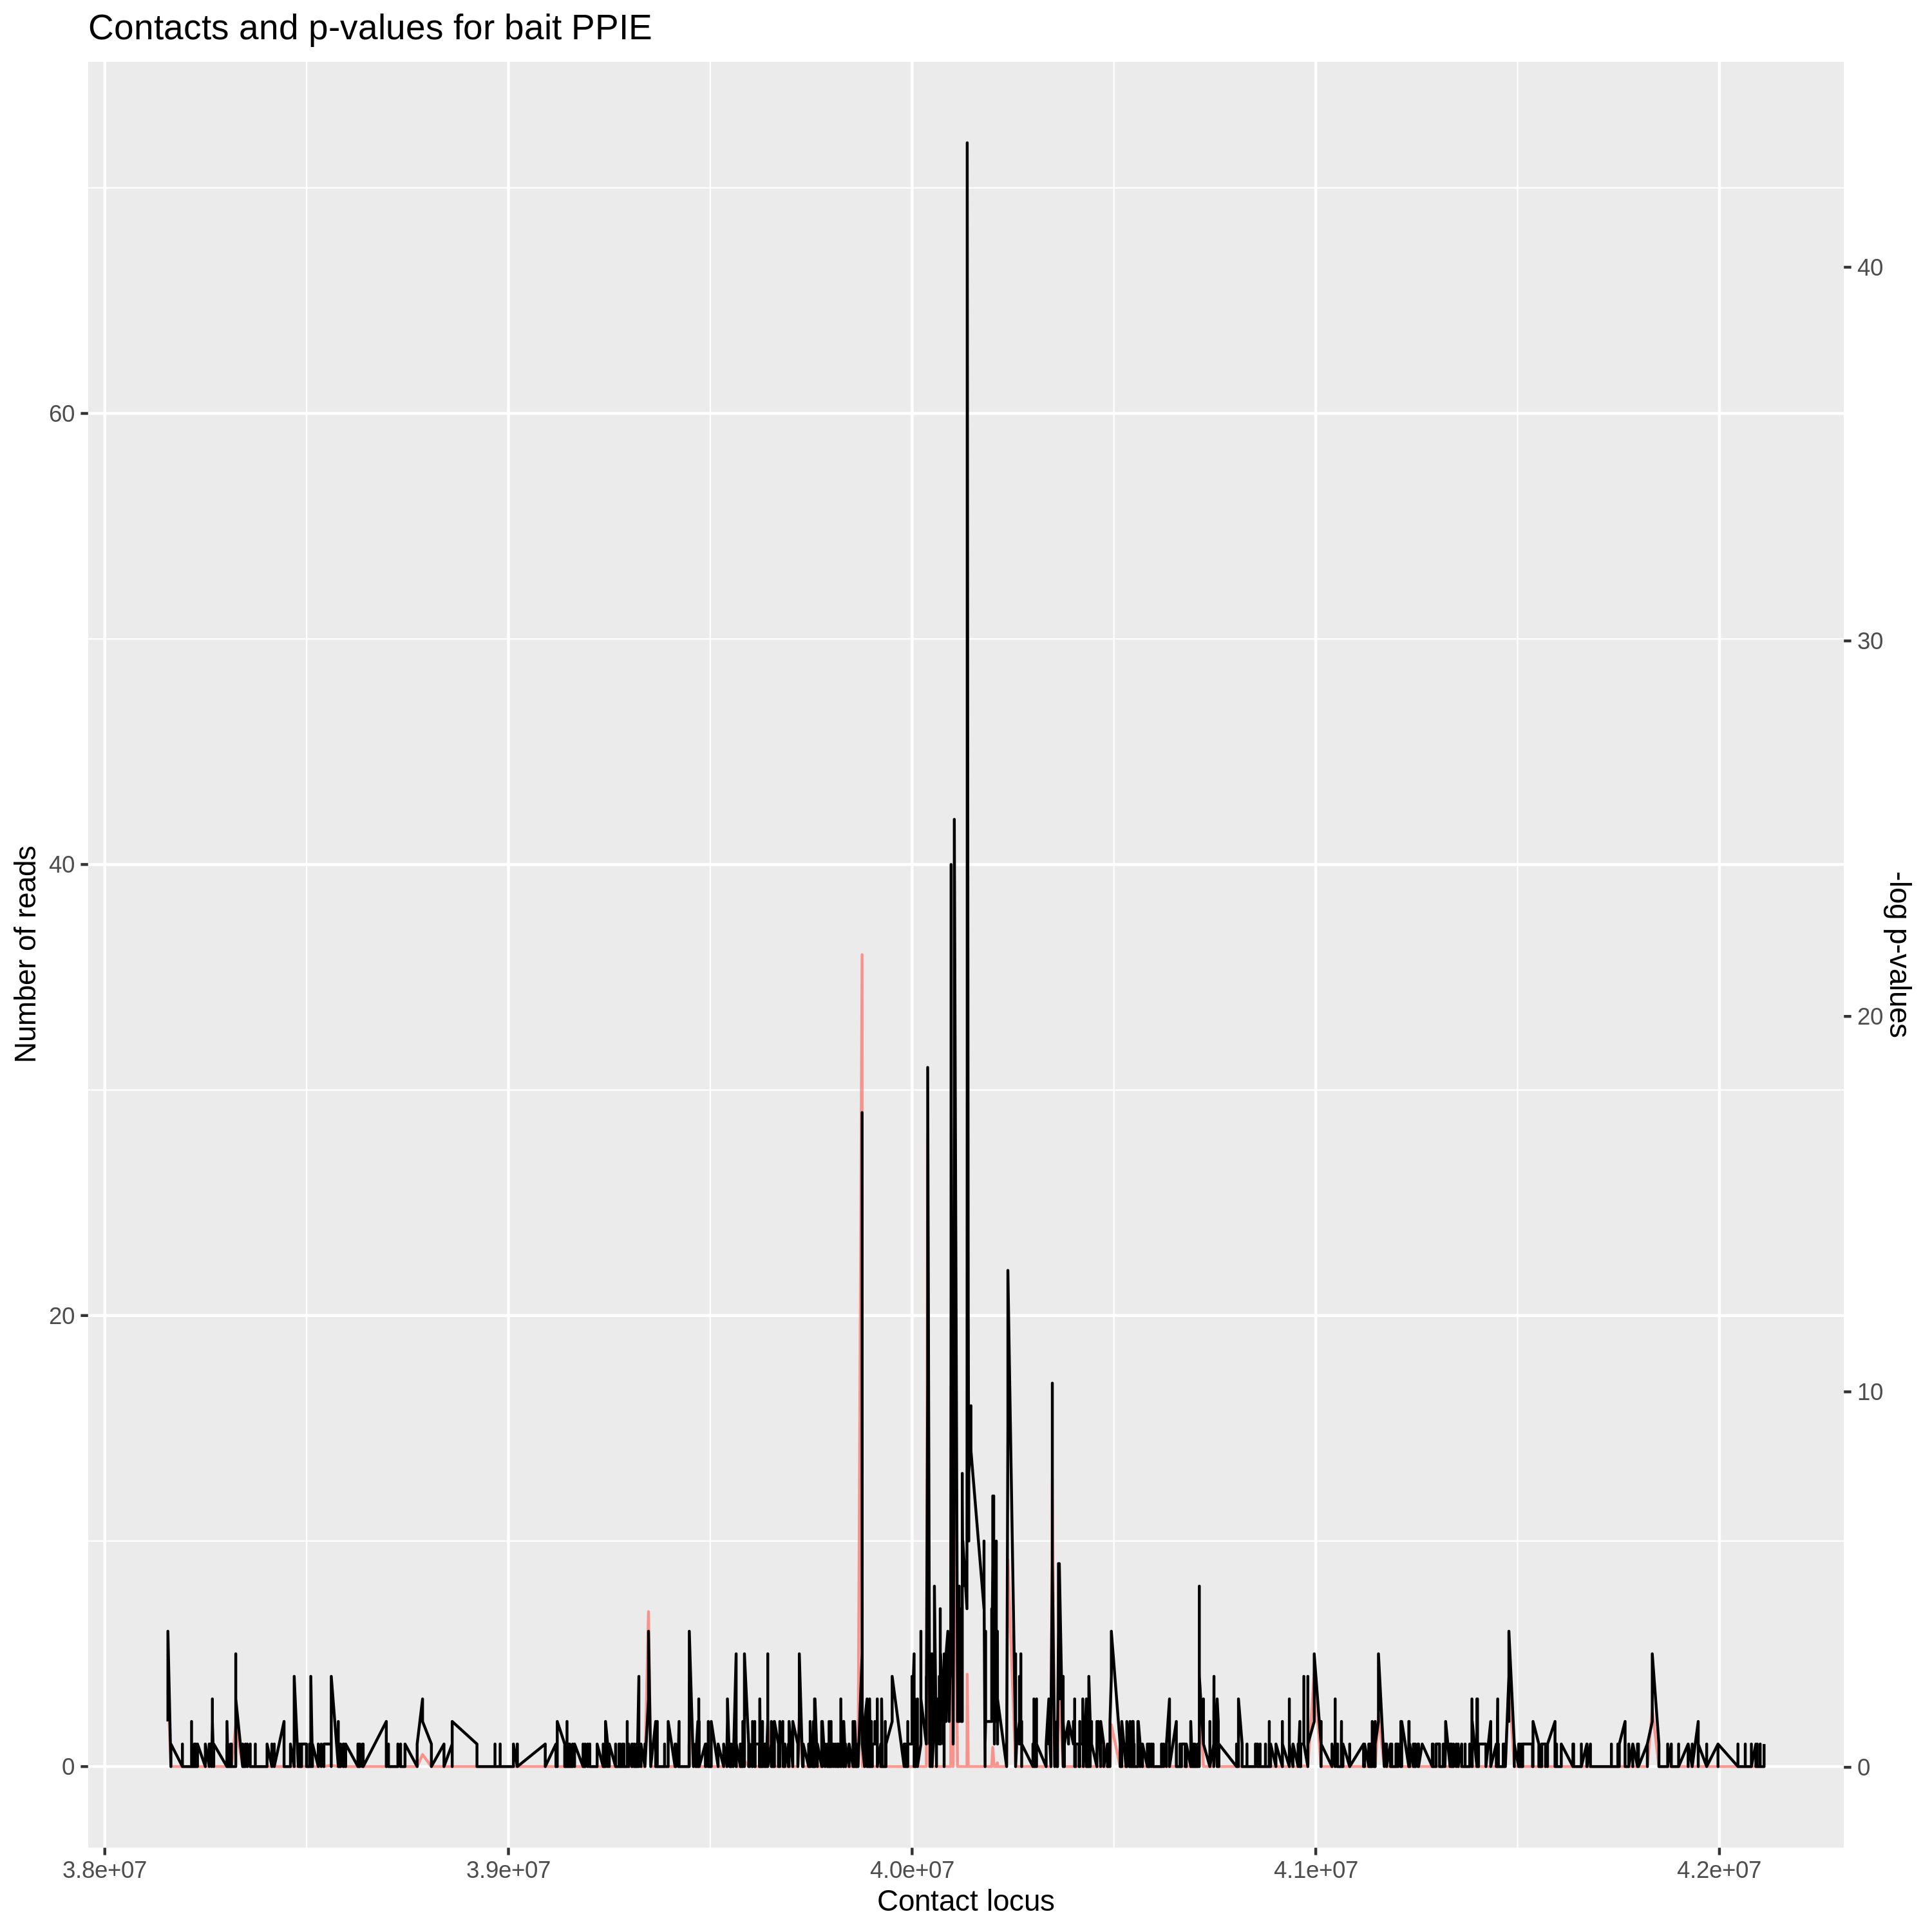 Contacts and p-values for bait PPIE
Number of reads
60
40
20
0
40
30
20
10
0
-log p-values
3.8e+07 3.9e+07 4.0e+07 4.1e+07 4.2e+07
Contact locus